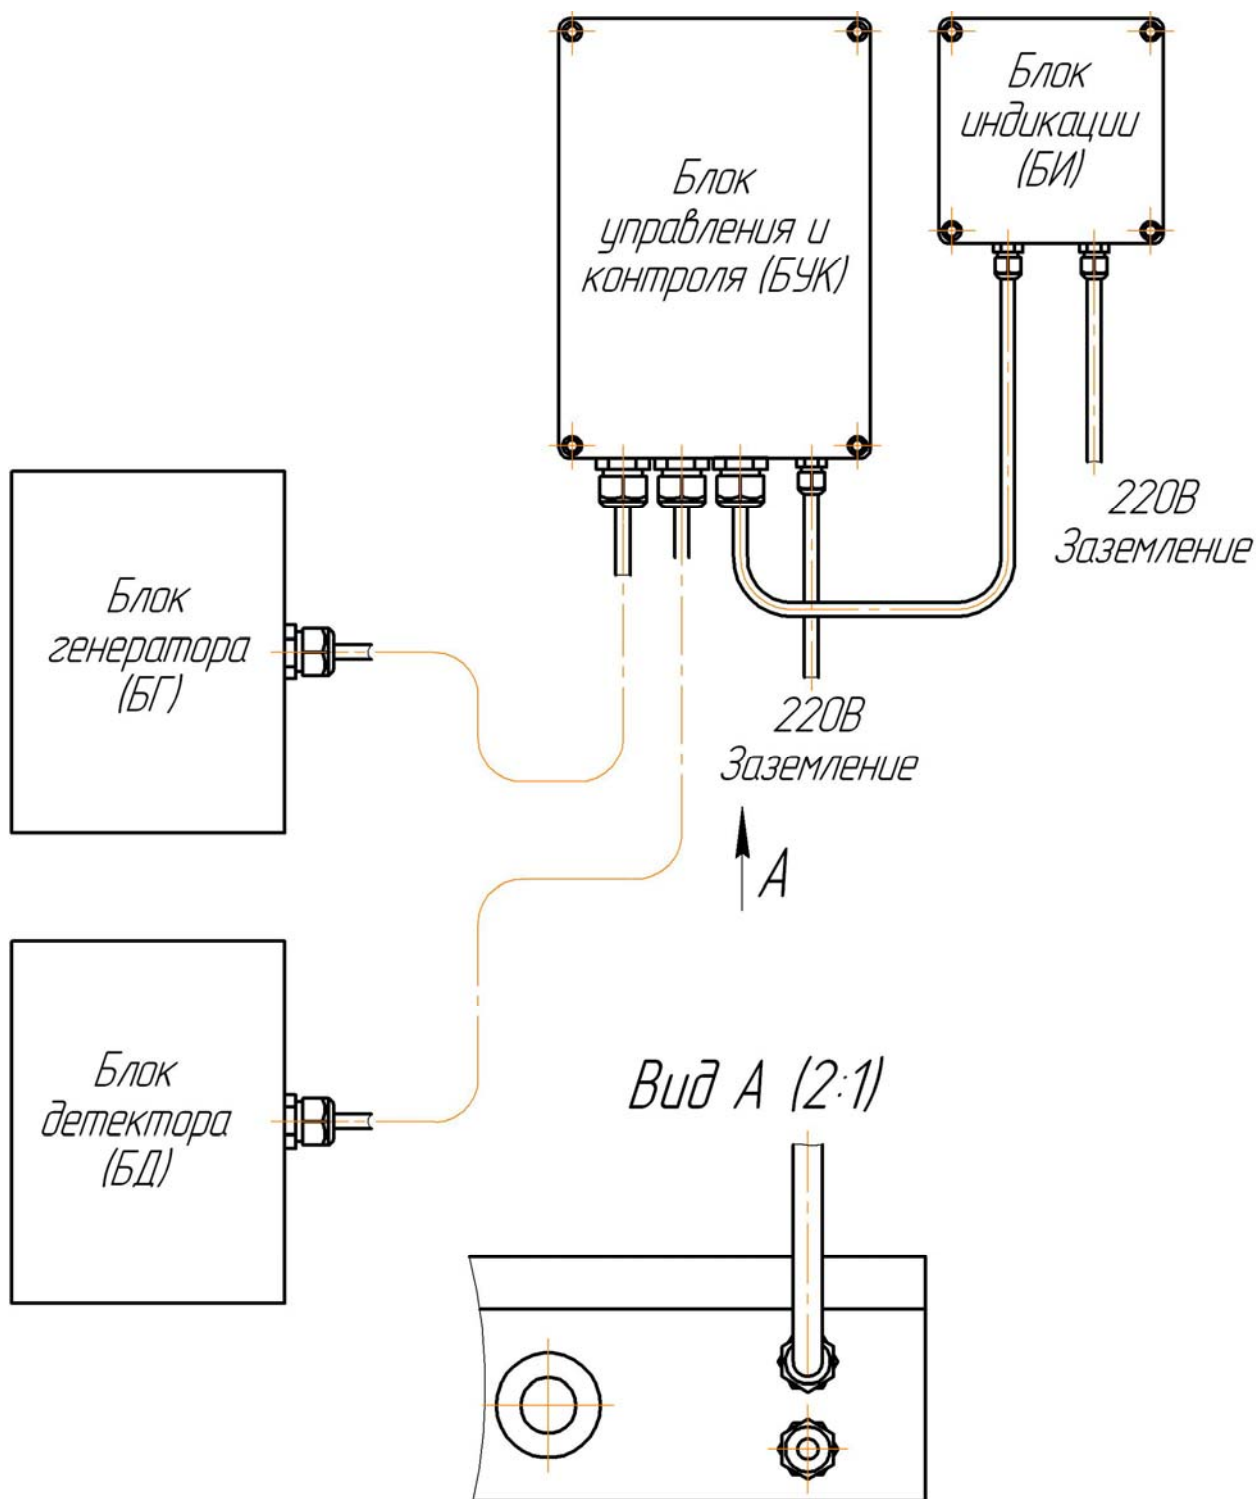 Блок
управления и
контроля (БУК)
Блок
индикации
(БИ)
220В
Заземление
Блок
генератора
(БГ)
220В
Заземление
А
Блок
детектора
(БД)
Вид А (2:1)